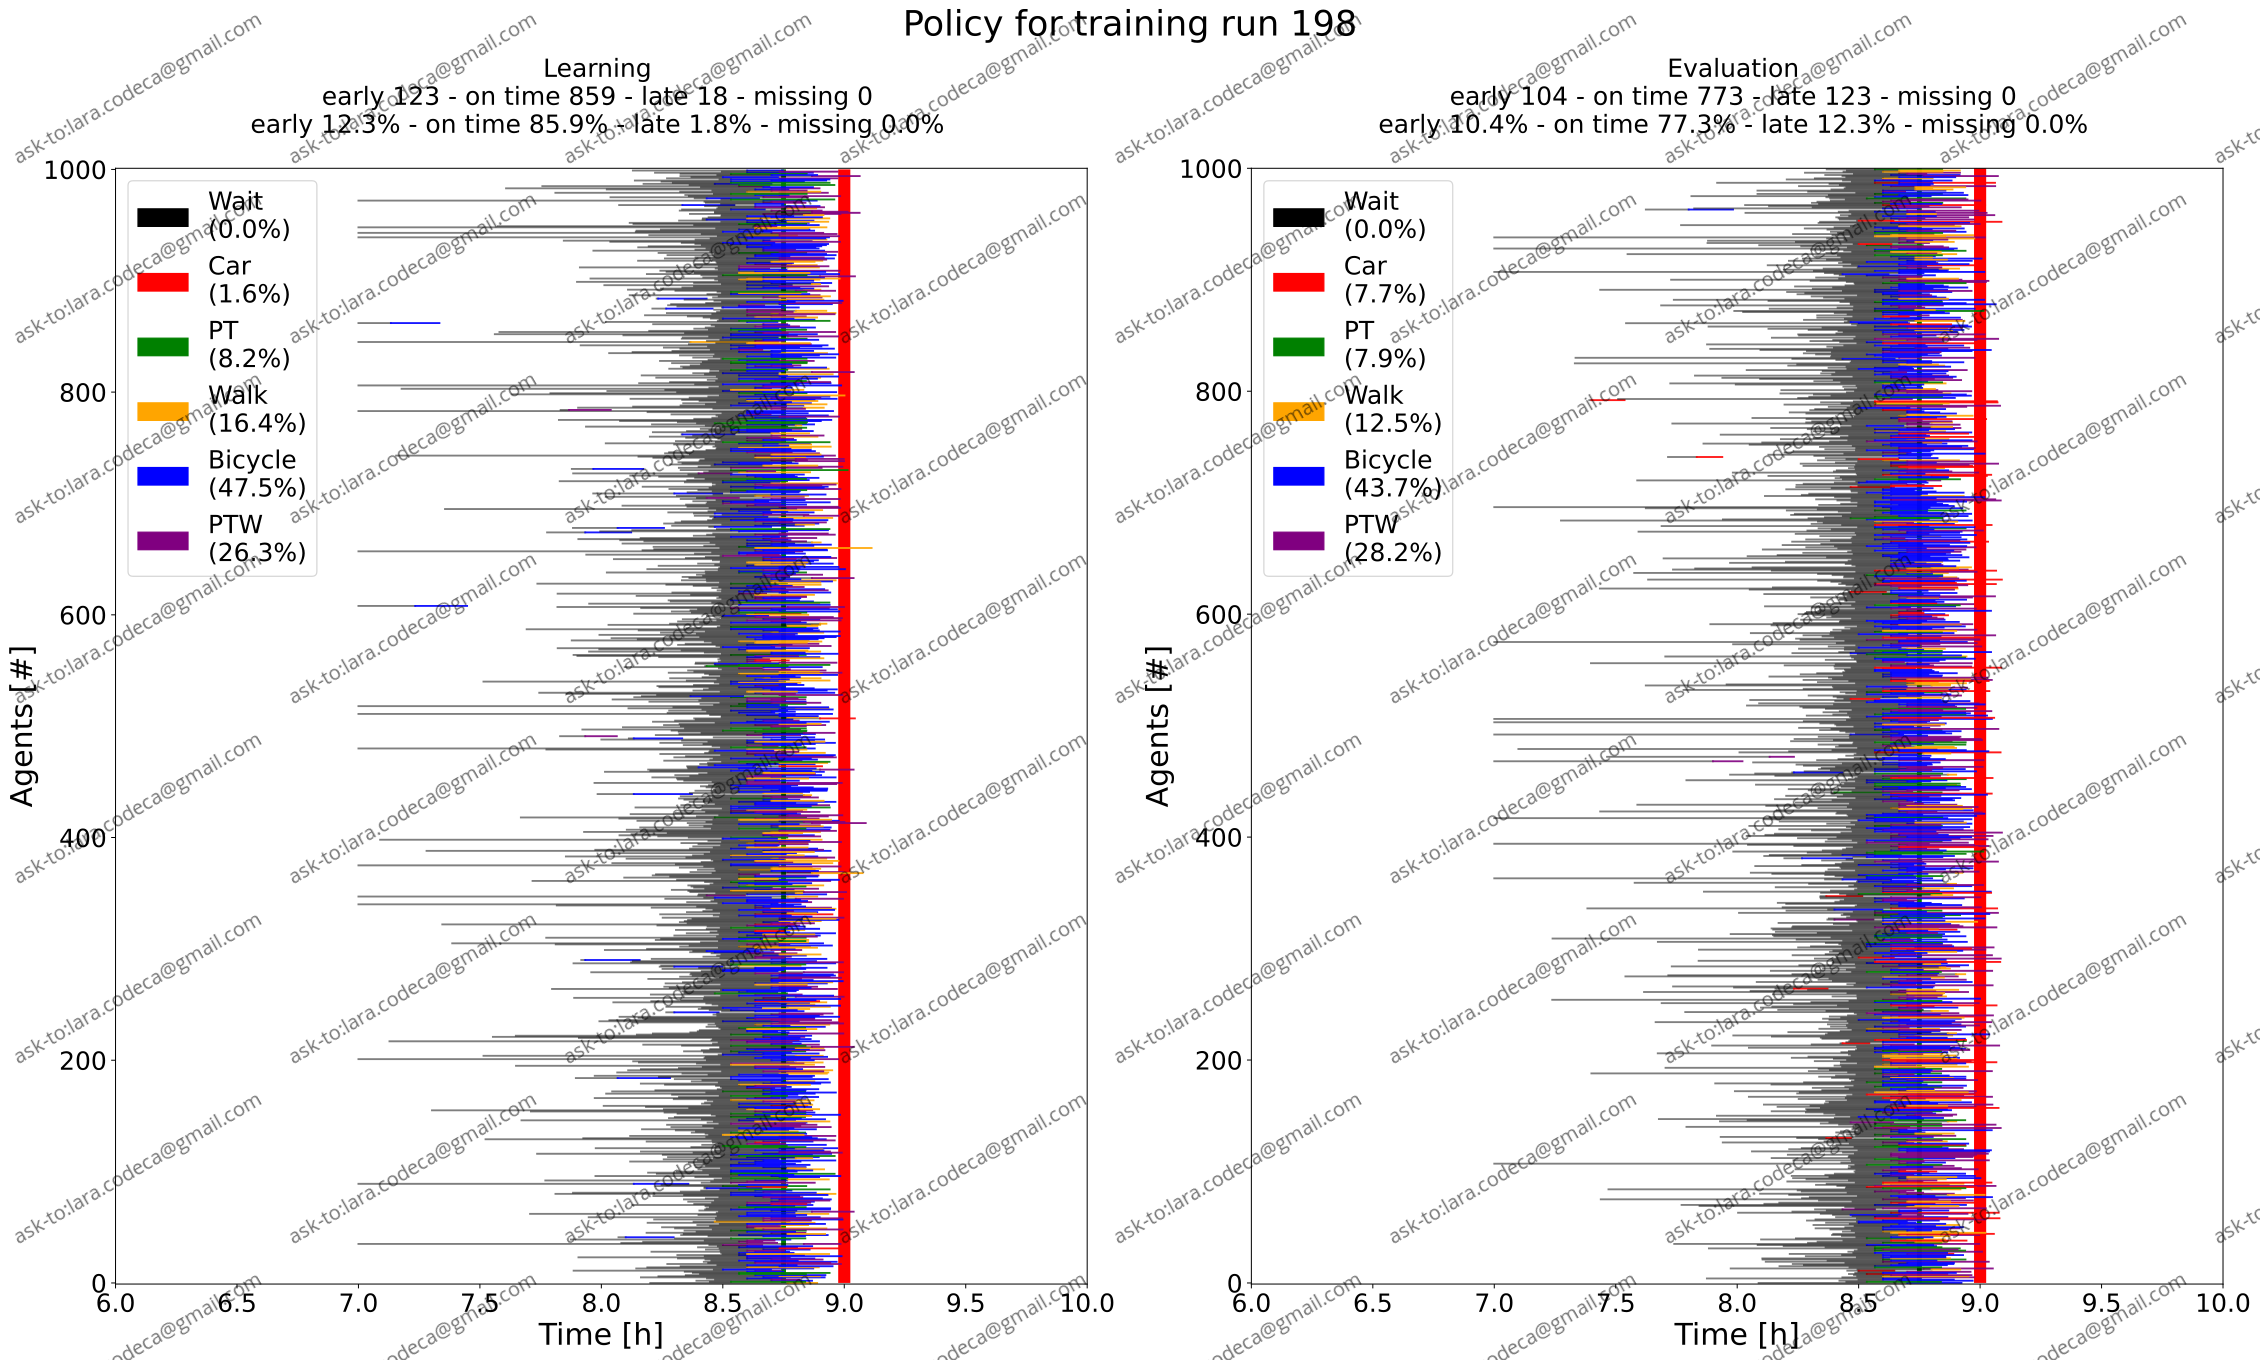 Policy for training run 198
Learning
early 123 - on time 859 - late 18 - missing 0
early 12.3% - on time 85.9% - late 1.8% - missing 0.0%
1000
800
600
400
200
0
Agents [#]
Wait
(0.0%)
Car
(1.6%)
PT
(8.2%)
Walk
(16.4%)
Bicycle
(47.5%)
PTW
(26.3%)
6.0 6.5 7.0 7.5 8.0 8.5 9.0 9.5 10.0
Time [h]
Evaluation
early 104 - on time 773 - late 123 - missing 0
early 10.4% - on time 77.3% - late 12.3% - missing 0.0%
1000
800
600
400
200
0
Agents [#]
Wait
(0.0%)
Car
(7.7%)
PT
(7.9%)
Walk
(12.5%)
Bicycle
(43.7%)
PTW
(28.2%)
6.0 6.5 7.0 7.5 8.0 8.5 9.0 9.5 10.0
Time [h]
ask-to:lara.codeca@gmail.com